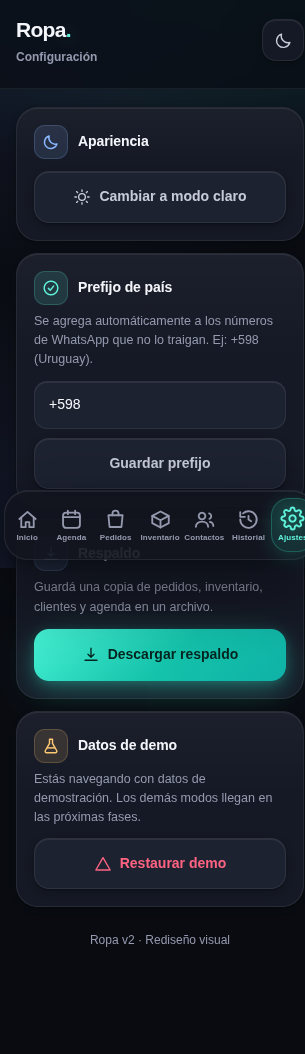 Ropa.
Configuración
Apariencia
Cambiar a modo claro
Prefijo de país
Se agrega automáticamente a los números
de WhatsApp que no lo traigan. Ej: +598
(Uruguay).
+598
Guardar prefijo
Inicio Agenda Pedidos Inventario Contactos Historial Ajustes
Respaldo
Guardá una copia de pedidos, inventario,
clientes y agenda en un archivo.
Descargar respaldo
Datos de demo
Estás navegando con datos de
demostración. Los demás modos llegan en
las próximas fases.
Restaurar demo
Ropa v2 · Rediseño visual